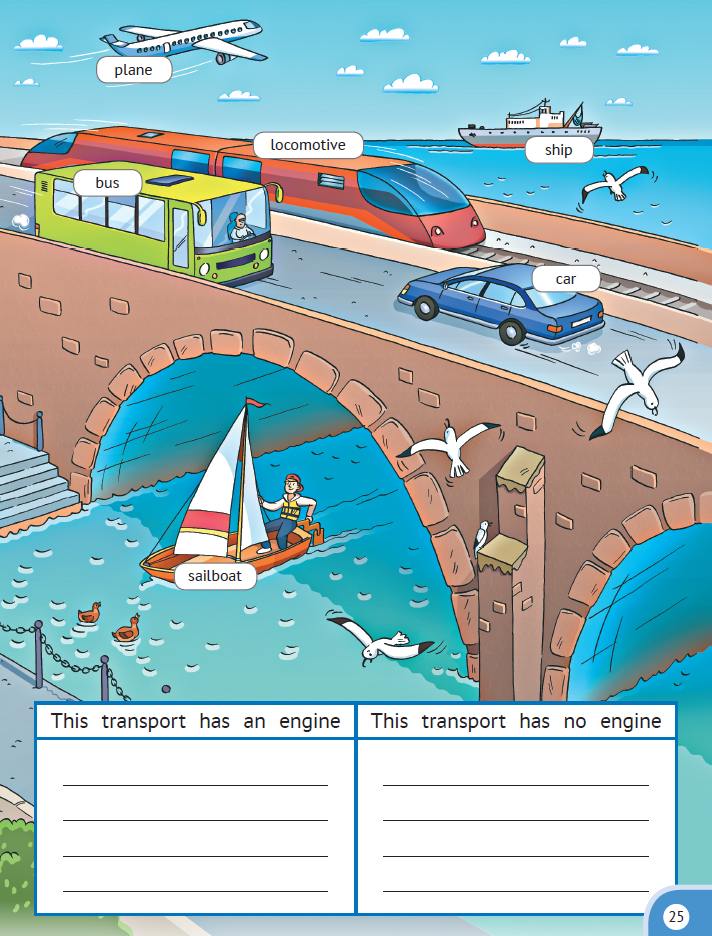 plane
locomotive
ship
bus
car
sailboat
This transport has an engine
This transport has no engine
25